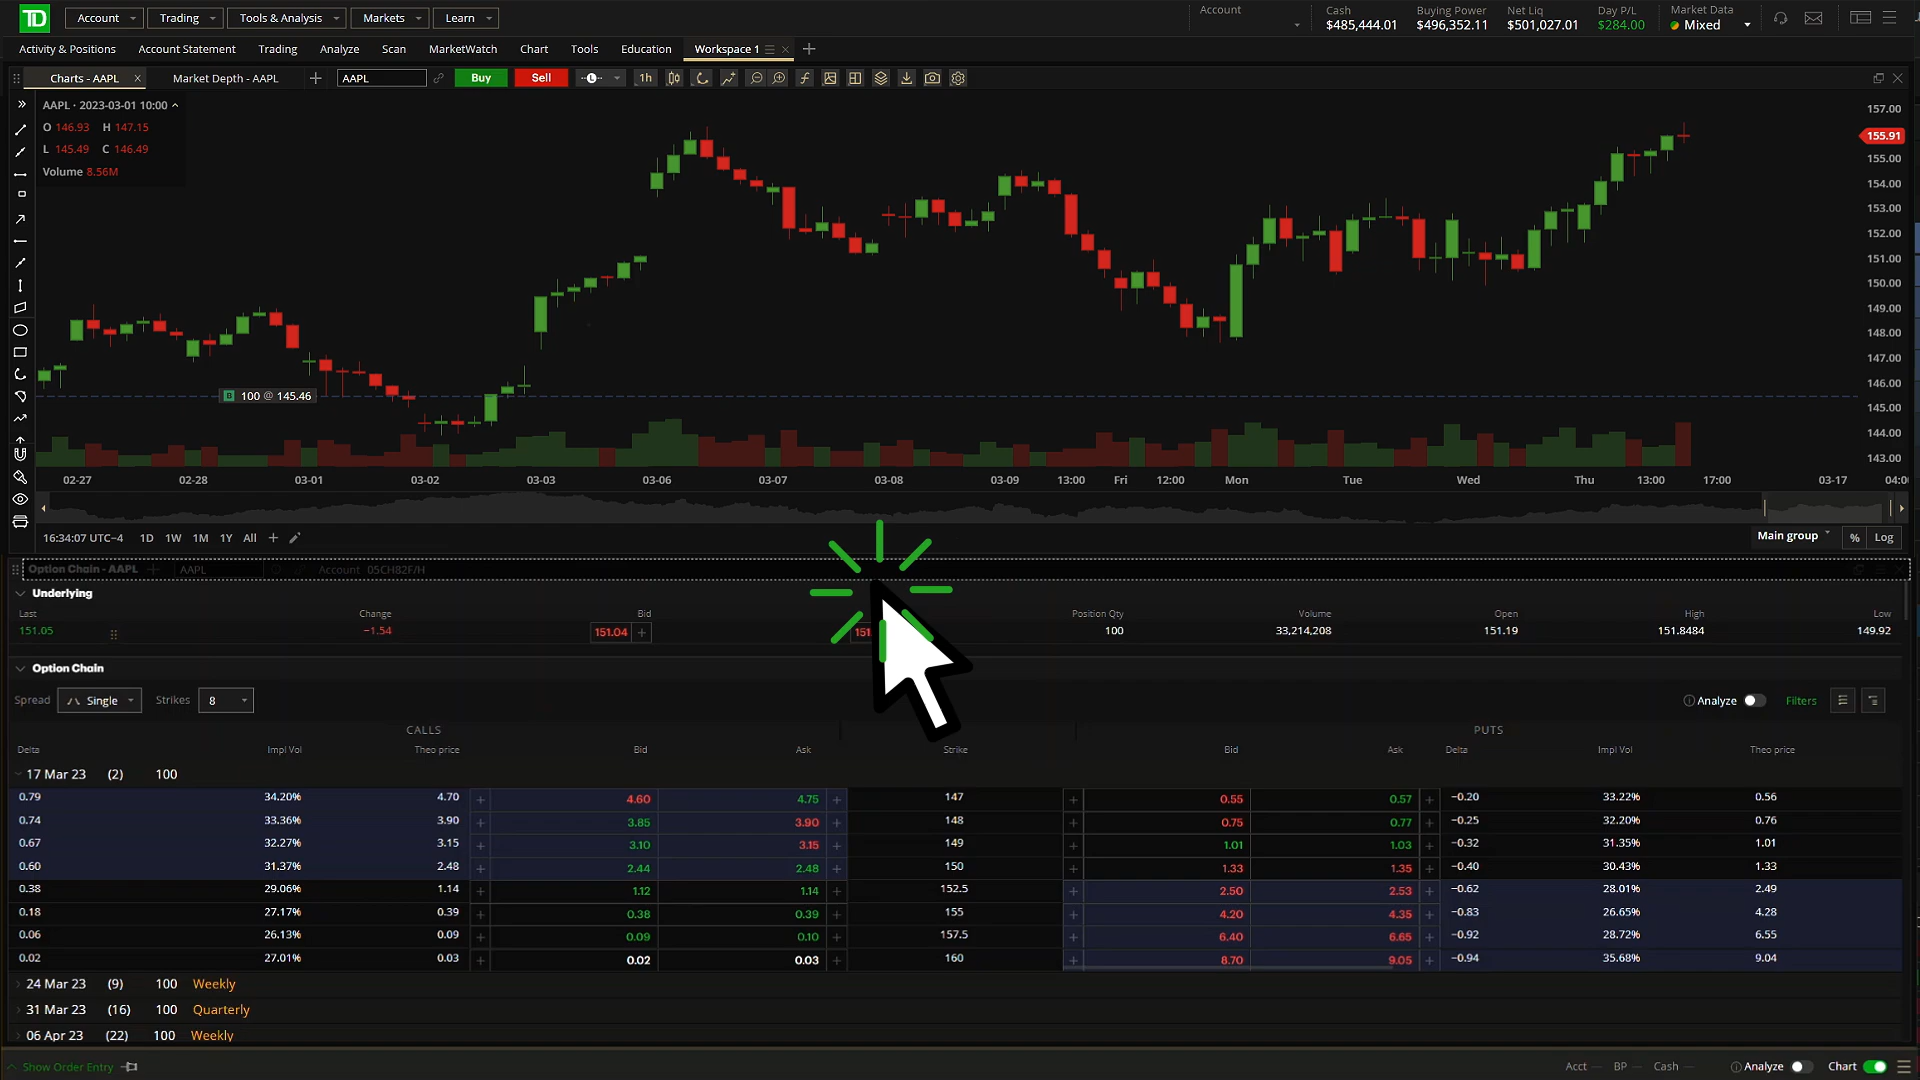 TD Account Trading Tools & Analysis Markets Learn
Account
Cash $485,444.01
Buying Power $496,352.11
Net Liq $501,027.01
Day P/L $284.00
Market Data Mixed
Activity & Positions Account Statement Trading Analyze Scan MarketWatch Chart Tools Education Workspace 1
Charts - AAPL Market Depth - AAPL AAPL Buy Sell L 1h
AAPL · 2023-03-01 10:00
O 146.93 H 147.15
L 145.49 C 146.49
Volume 8.56M
157.00
155.91
155.00
154.00
153.00
152.00
151.00
150.00
149.00
148.00
147.00
146.00
145.00
144.00
143.00
B 100 @ 145.46
02-27 02-28 03-01 03-02 03-03 03-06 03-07 03-08 03-09 13:00 Fri 12:00 Mon Tue Wed Thu 13:00 17:00 03-17
16:34:07 UTC−4 1D 1W 1M 1Y All Main group % Log
Option Chain - AAPL AAPL Account 05CH82F/H
Underlying
Last Change Bid Position Qty Volume Open High Low
151.05 −1.54 151.04 100 33,214,208 151.19 151.8484 149.92
Option Chain
Spread Single Strikes 8 Analyze Filters
CALLS PUTS
Delta Impl Vol Theo price Bid Ask Strike Bid Ask Delta Impl Vol Theo price
17 Mar 23 (2) 100
0.79 34.20% 4.70 4.60 4.75 147 0.55 0.57 −0.20 33.22% 0.56
0.74 33.36% 3.90 3.85 3.90 148 0.75 0.77 −0.25 32.20% 0.76
0.67 32.27% 3.15 3.10 3.15 149 1.01 1.03 −0.32 31.35% 1.01
0.60 31.37% 2.48 2.44 2.48 150 1.33 1.35 −0.40 30.43% 1.33
0.38 29.06% 1.14 1.12 1.14 152.5 2.50 2.53 −0.62 28.01% 2.49
0.18 27.17% 0.39 0.38 0.39 155 4.20 4.35 −0.83 26.65% 4.28
0.06 26.13% 0.09 0.09 0.10 157.5 6.40 6.65 −0.92 28.72% 6.55
0.02 27.01% 0.03 0.02 0.03 160 8.70 9.05 −0.94 35.68% 9.04
24 Mar 23 (9) 100 Weekly
31 Mar 23 (16) 100 Quarterly
06 Apr 23 (22) 100 Weekly
Show Order Entry Acct BP Cash Analyze Chart